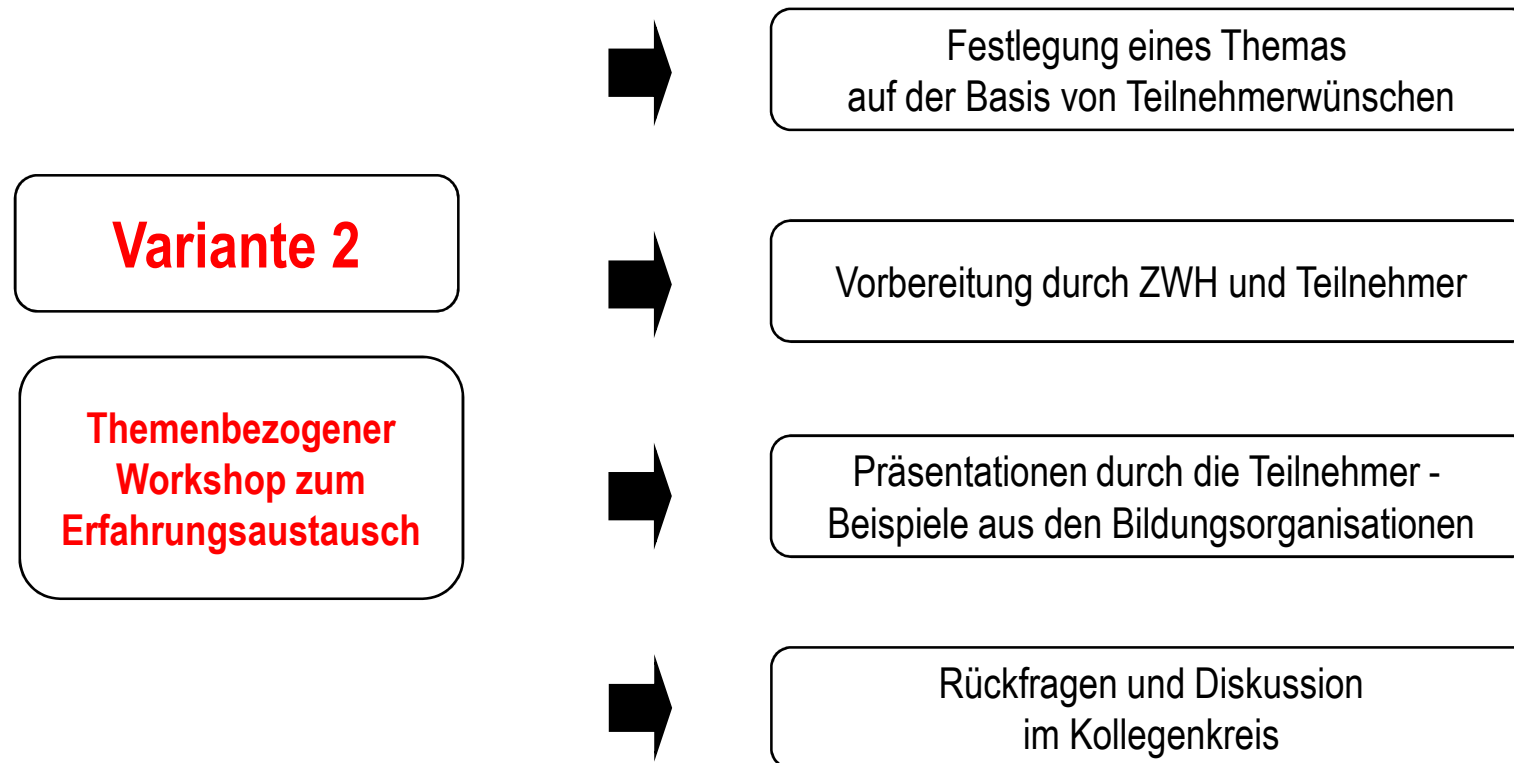 Variante 2
Themenbezogener
Workshop zum
Erfahrungsaustausch
Festlegung eines Themas
auf der Basis von Teilnehmerwünschen
Vorbereitung durch ZWH und Teilnehmer
Präsentationen durch die Teilnehmer -
Beispiele aus den Bildungsorganisationen
Rückfragen und Diskussion
im Kollegenkreis